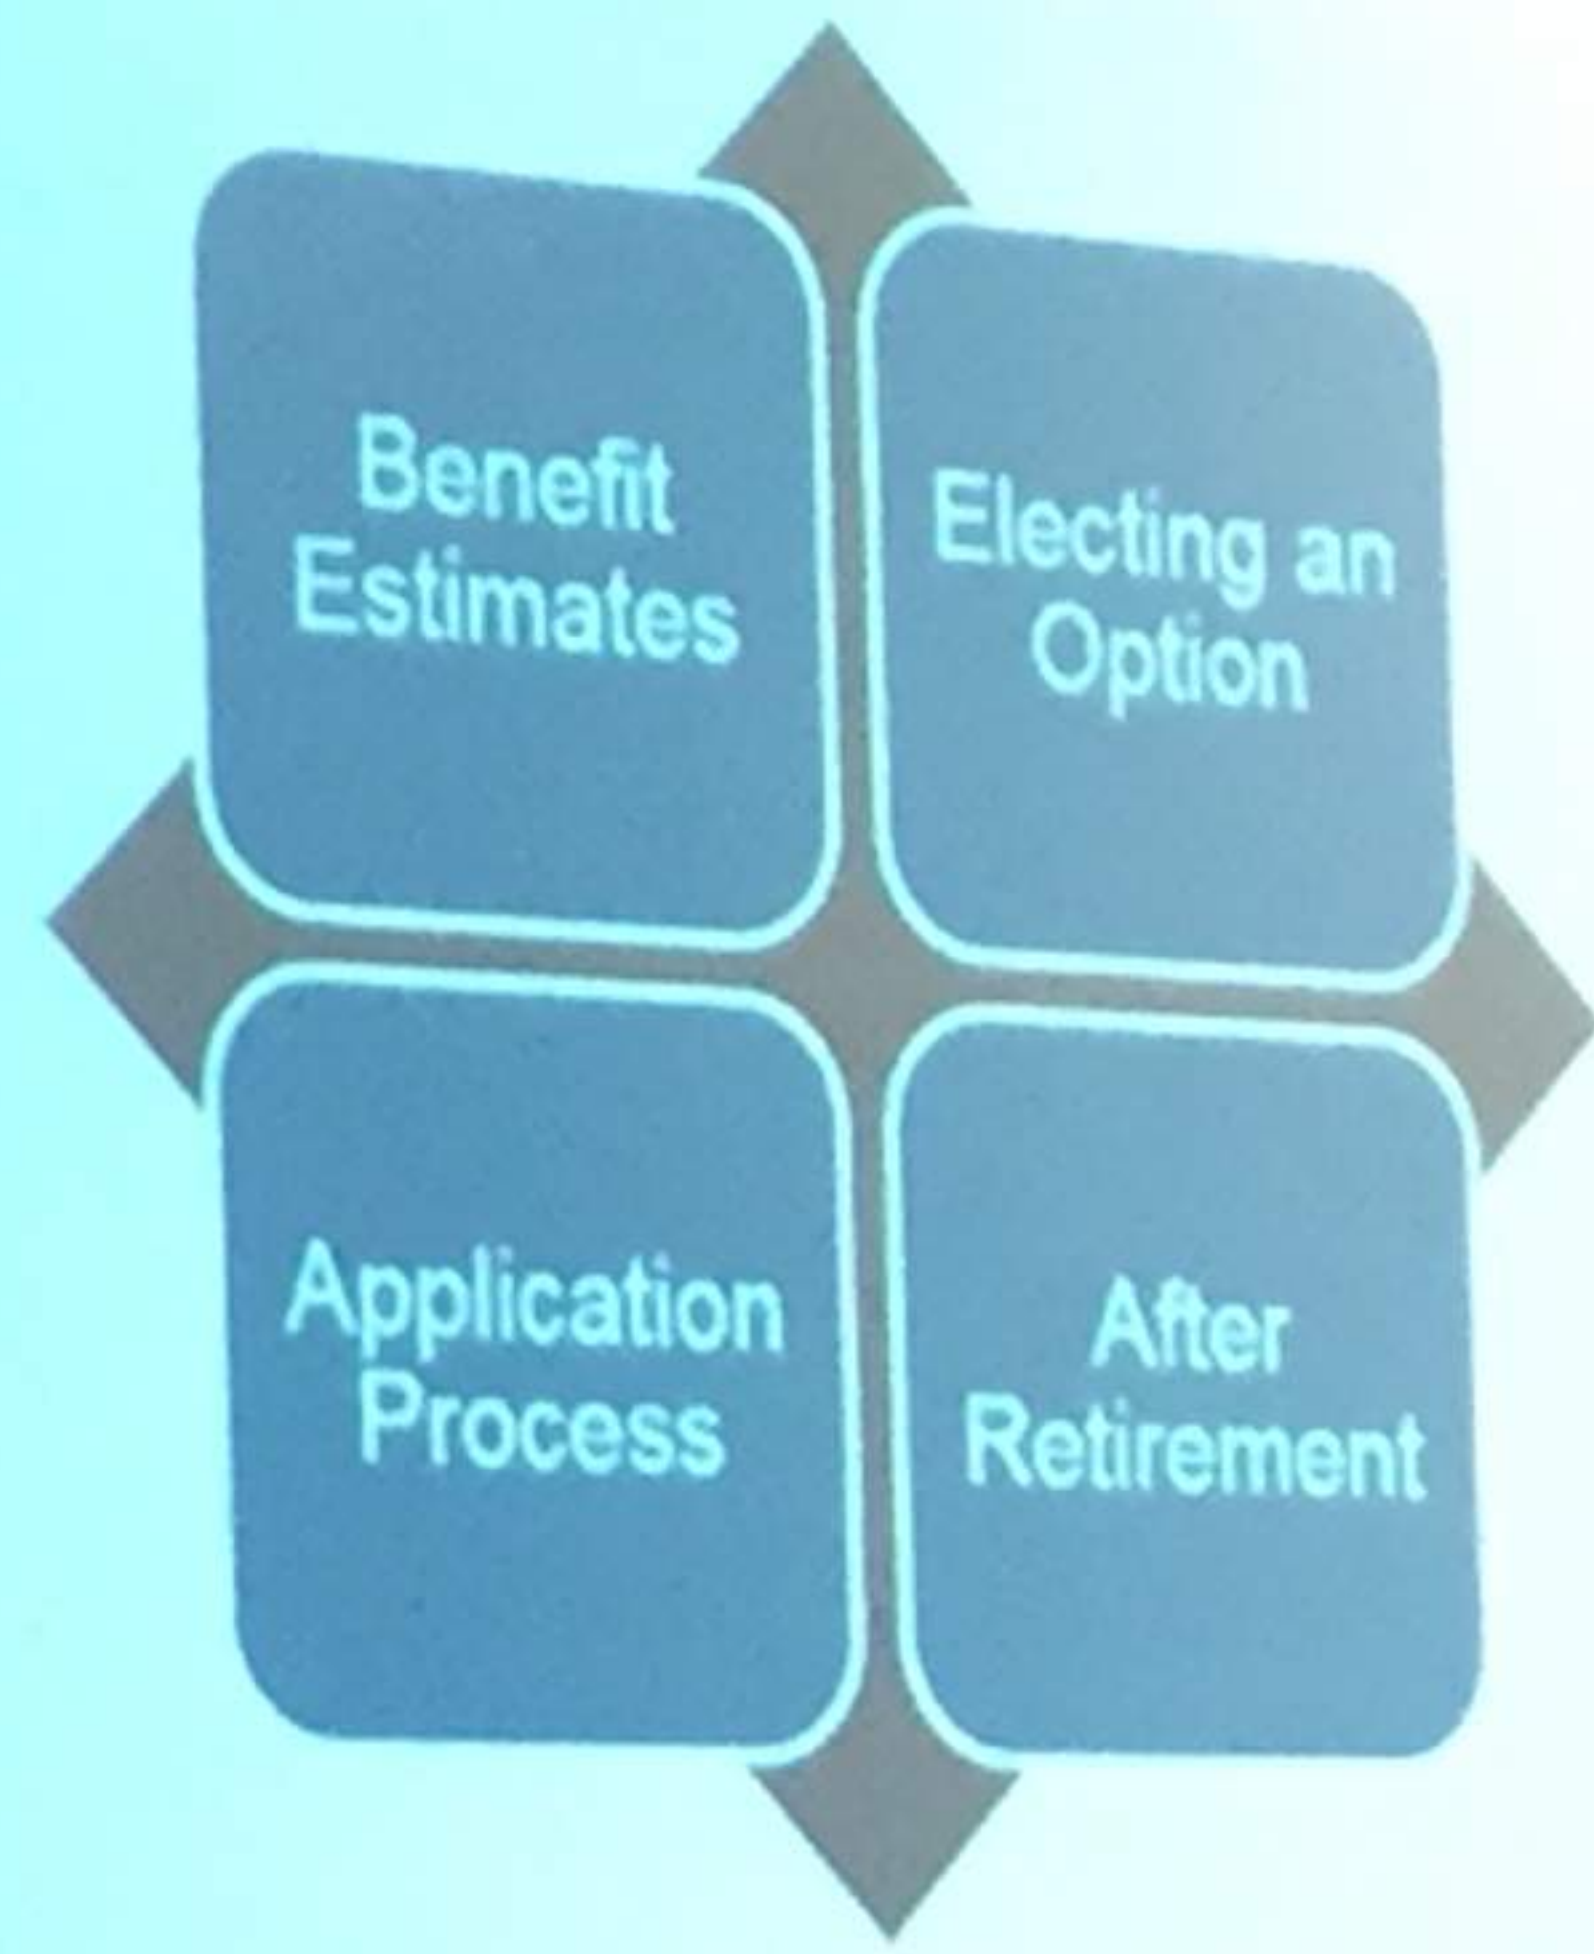 Benefit
Estimates
Electing an
Option
Application
Process
After
Retirement